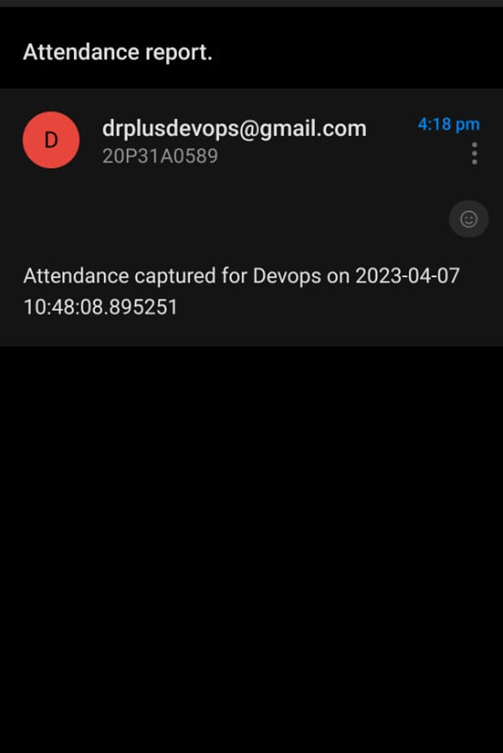 Attendance report.
D
drplusdevops@gmail.com
4:18 pm
20P31A0589
Attendance captured for Devops on 2023-04-07
10:48:08.895251